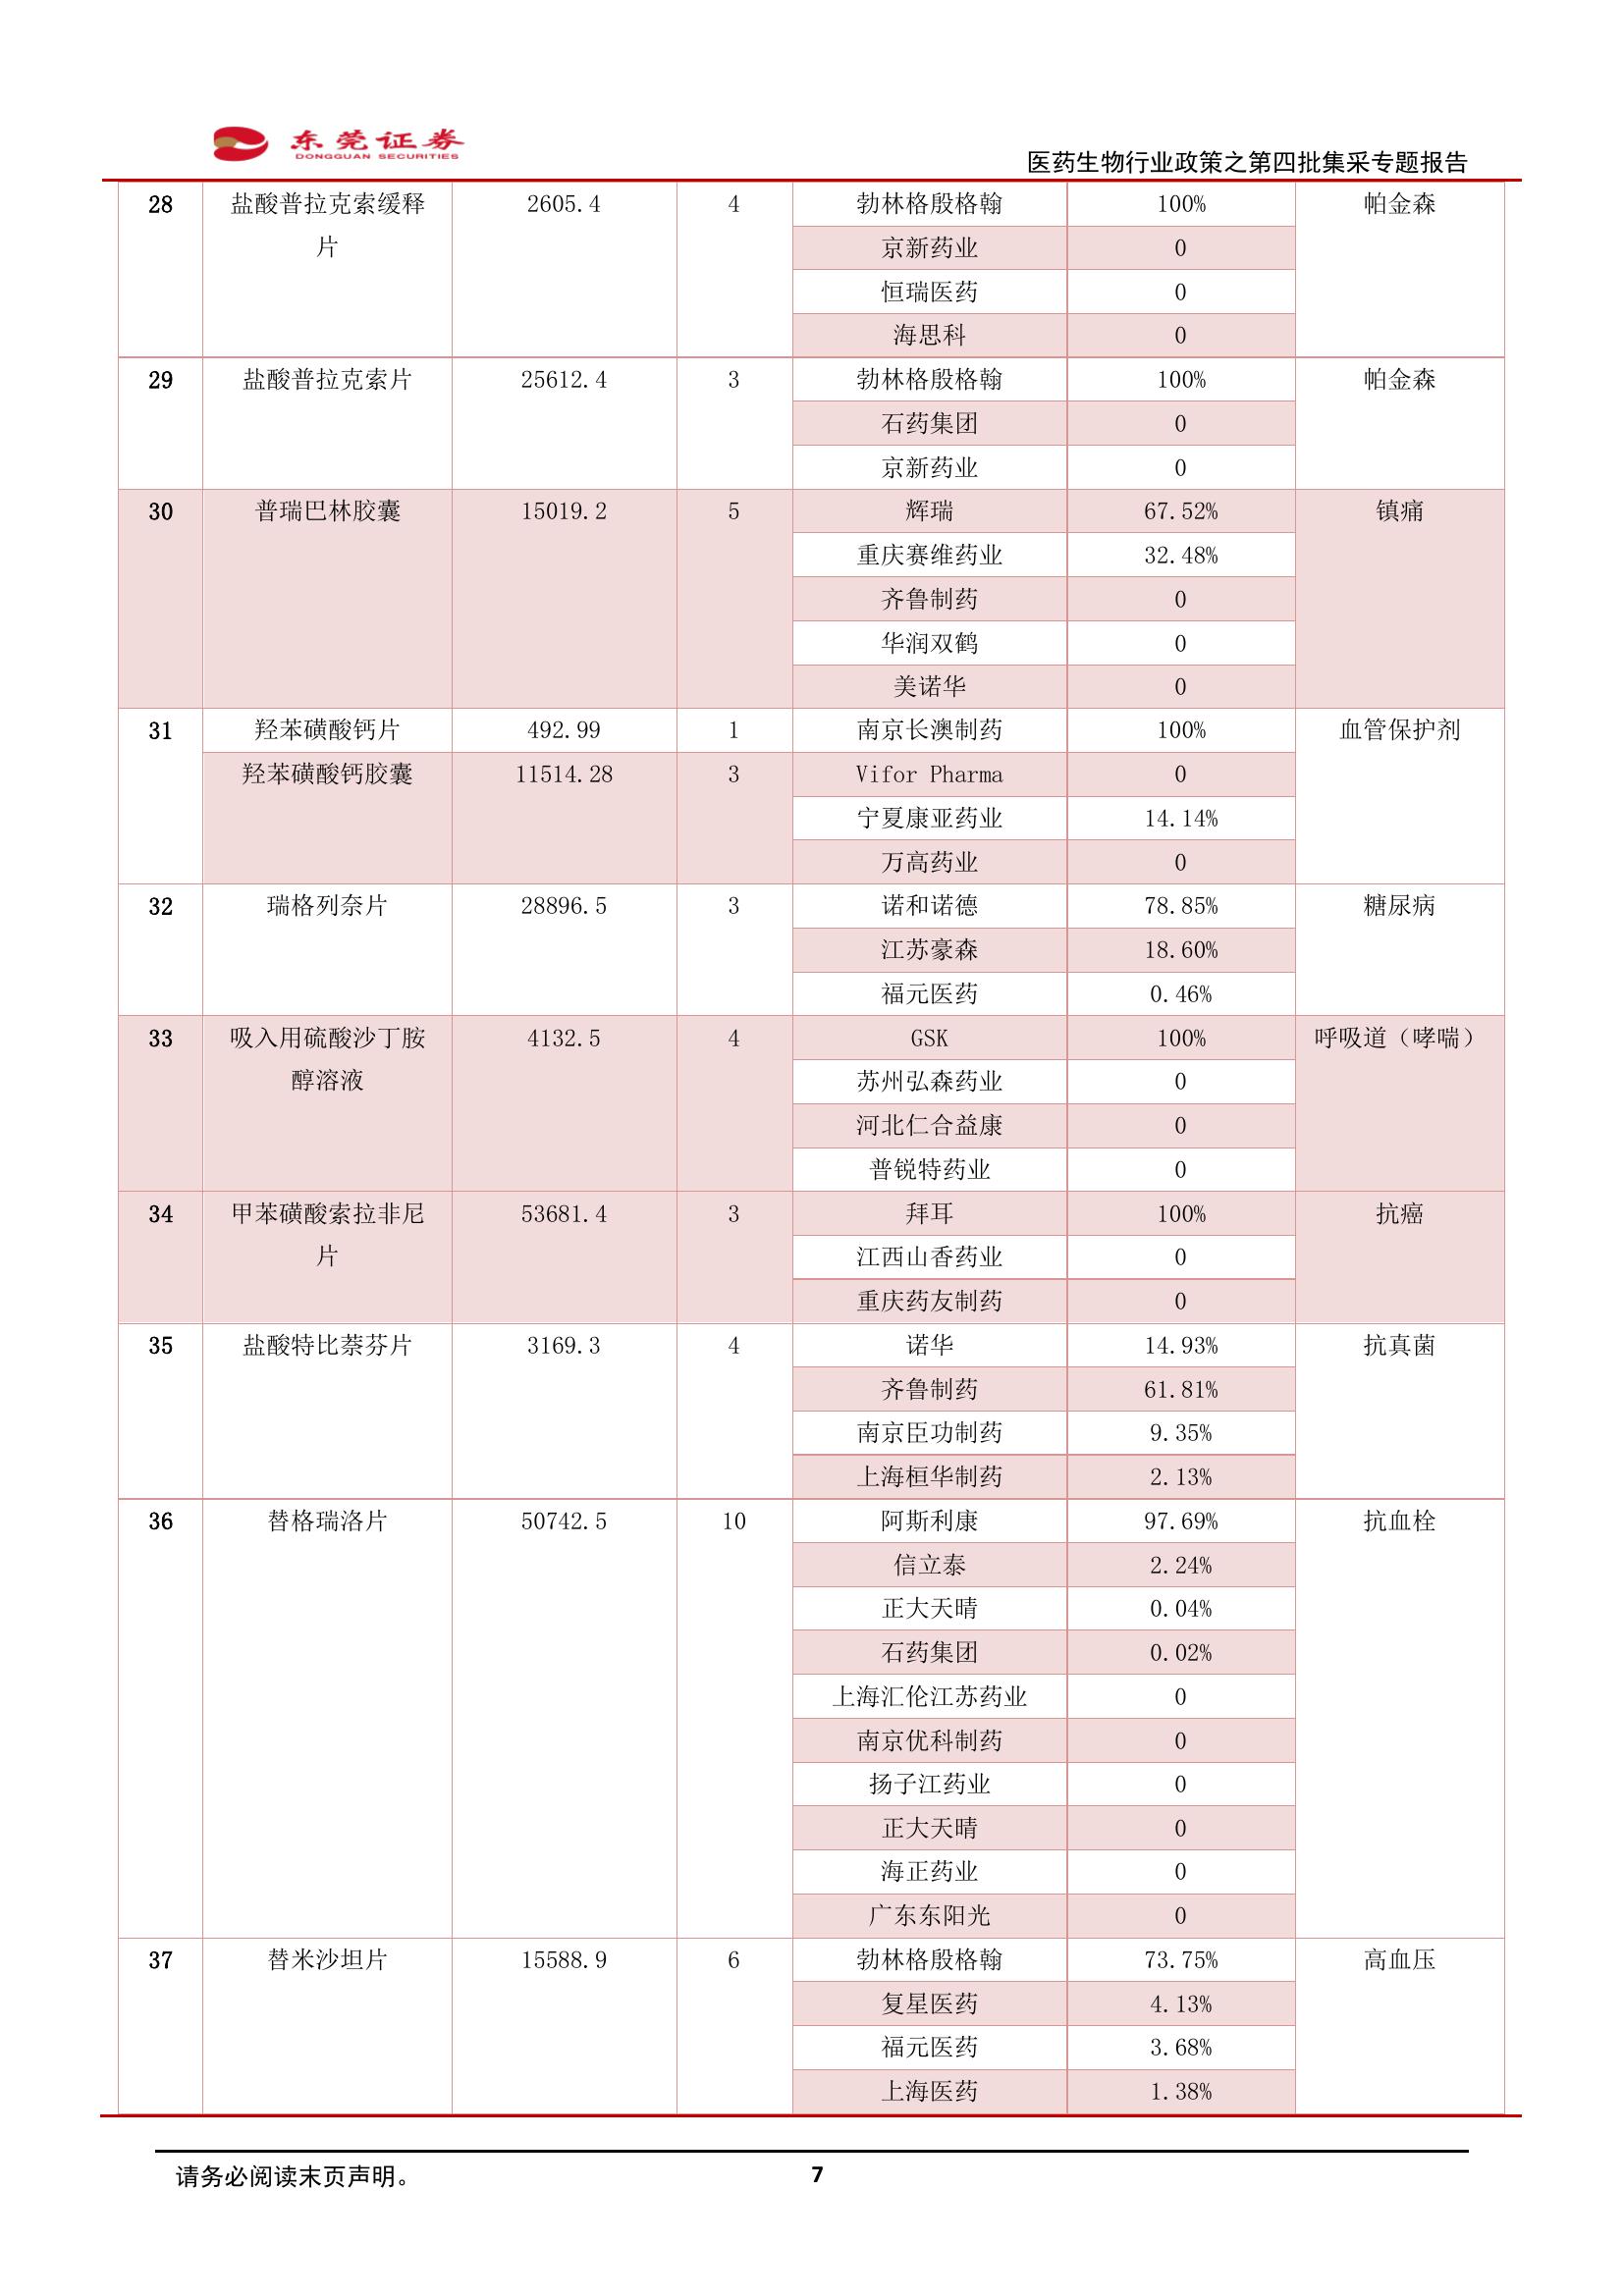 东莞证券
DONGGUAN SECURITIES
医药生物行业政策之第四批集采专题报告
28 盐酸普拉克索缓释 2605.4 4 勃林格殷格翰 100% 帕金森
片 京新药业 0
恒瑞医药 0
海思科 0
29 盐酸普拉克索片 25612.4 3 勃林格殷格翰 100% 帕金森
石药集团 0
京新药业 0
30 普瑞巴林胶囊 15019.2 5 辉瑞 67.52% 镇痛
重庆赛维药业 32.48%
齐鲁制药 0
华润双鹤 0
美诺华 0
31 羟苯磺酸钙片 492.99 1 南京长澳制药 100% 血管保护剂
羟苯磺酸钙胶囊 11514.28 3 Vifor Pharma 0
宁夏康亚药业 14.14%
万高药业 0
32 瑞格列奈片 28896.5 3 诺和诺德 78.85% 糖尿病
江苏豪森 18.60%
福元医药 0.46%
33 吸入用硫酸沙丁胺 4132.5 4 GSK 100% 呼吸道（哮喘）
醇溶液 苏州弘森药业 0
河北仁合益康 0
普锐特药业 0
34 甲苯磺酸索拉非尼 53681.4 3 拜耳 100% 抗癌
片 江西山香药业 0
重庆药友制药 0
35 盐酸特比萘芬片 3169.3 4 诺华 14.93% 抗真菌
齐鲁制药 61.81%
南京臣功制药 9.35%
上海桓华制药 2.13%
36 替格瑞洛片 50742.5 10 阿斯利康 97.69% 抗血栓
信立泰 2.24%
正大天晴 0.04%
石药集团 0.02%
上海汇伦江苏药业 0
南京优科制药 0
扬子江药业 0
正大天晴 0
海正药业 0
广东东阳光 0
37 替米沙坦片 15588.9 6 勃林格殷格翰 73.75% 高血压
复星医药 4.13%
福元医药 3.68%
上海医药 1.38%
请务必阅读末页声明。 7